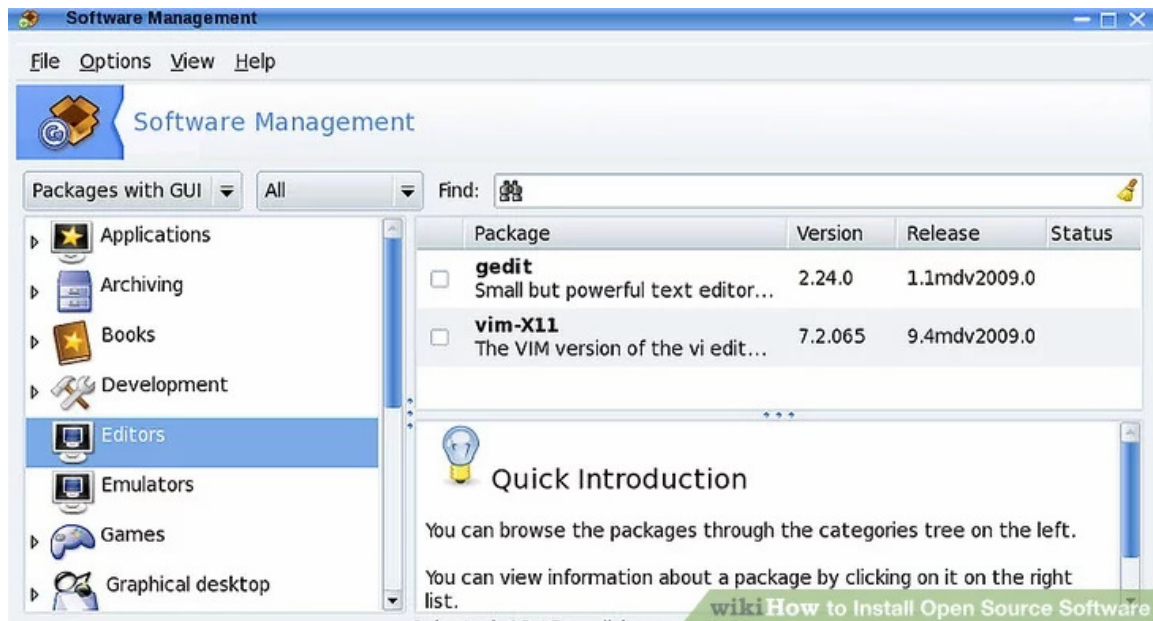 Software Management
File Options View Help
Software Management
Packages with GUI All Find:
Applications
Archiving
Books
Development
Editors
Emulators
Games
Graphical desktop
Package Version Release Status
gedit
Small but powerful text editor... 2.24.0 1.1mdv2009.0
vim-X11
The VIM version of the vi edit... 7.2.065 9.4mdv2009.0
Quick Introduction
You can browse the packages through the categories tree on the left.
You can view information about a package by clicking on it on the right
list.
wikiHow to Install Open Source Software